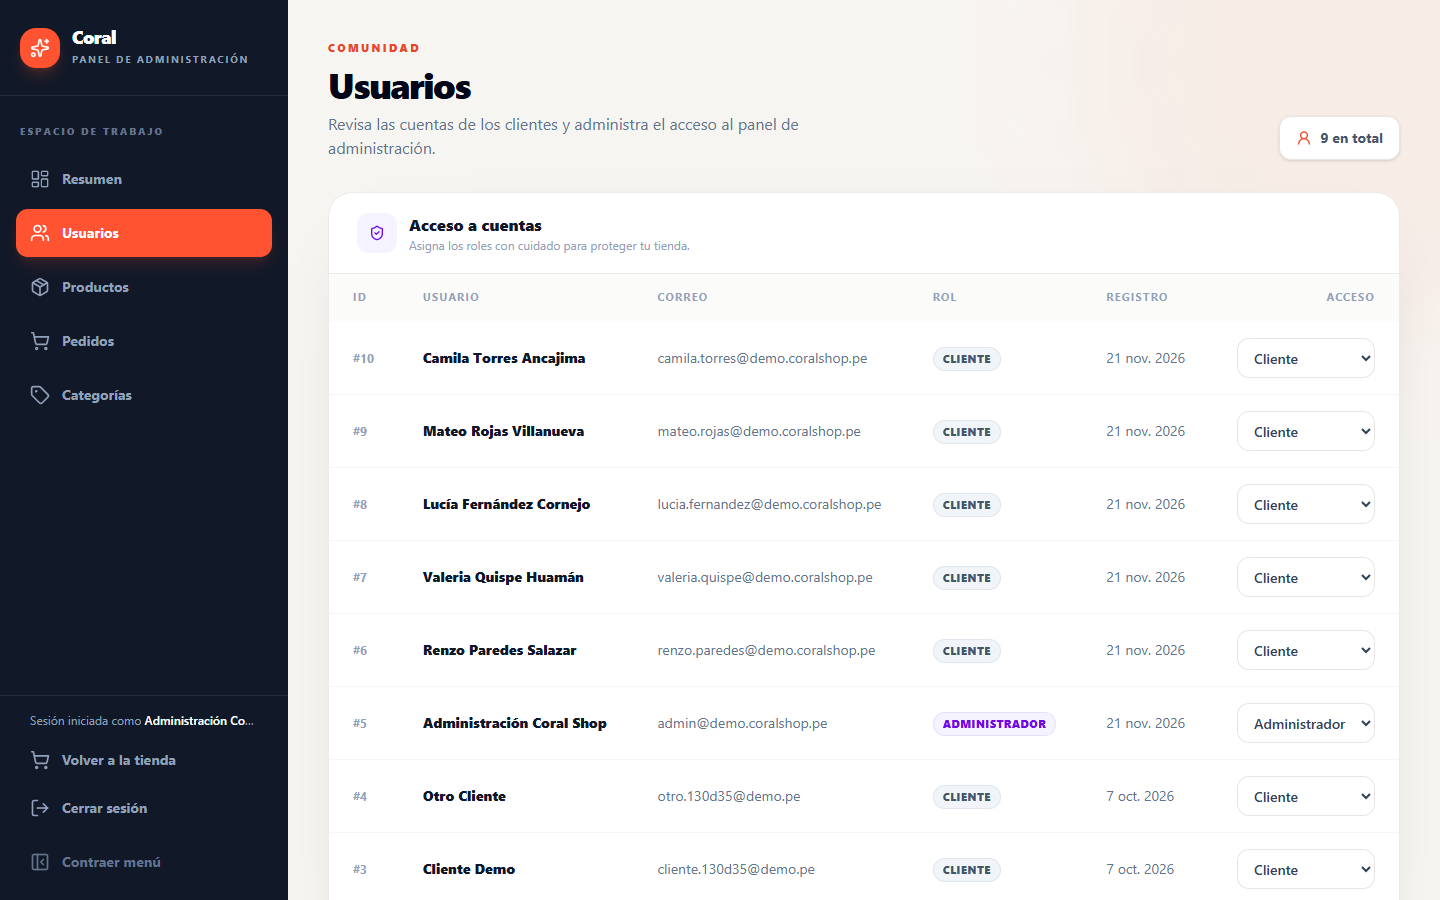 Coral
PANEL DE ADMINISTRACIÓN
ESPACIO DE TRABAJO
Resumen
Usuarios
Productos
Pedidos
Categorías
Sesión iniciada como Administración Co...
Volver a la tienda
Cerrar sesión
Contraer menú
COMUNIDAD
Usuarios
Revisa las cuentas de los clientes y administra el acceso al panel de
administración.
9 en total
Acceso a cuentas
Asigna los roles con cuidado para proteger tu tienda.
ID USUARIO CORREO ROL REGISTRO ACCESO
#10 Camila Torres Ancajima camila.torres@demo.coralshop.pe CLIENTE 21 nov. 2026 Cliente
#9 Mateo Rojas Villanueva mateo.rojas@demo.coralshop.pe CLIENTE 21 nov. 2026 Cliente
#8 Lucía Fernández Cornejo lucia.fernandez@demo.coralshop.pe CLIENTE 21 nov. 2026 Cliente
#7 Valeria Quispe Huamán valeria.quispe@demo.coralshop.pe CLIENTE 21 nov. 2026 Cliente
#6 Renzo Paredes Salazar renzo.paredes@demo.coralshop.pe CLIENTE 21 nov. 2026 Cliente
#5 Administración Coral Shop admin@demo.coralshop.pe ADMINISTRADOR 21 nov. 2026 Administrador
#4 Otro Cliente otro.130d35@demo.pe CLIENTE 7 oct. 2026 Cliente
#3 Cliente Demo cliente.130d35@demo.pe CLIENTE 7 oct. 2026 Cliente